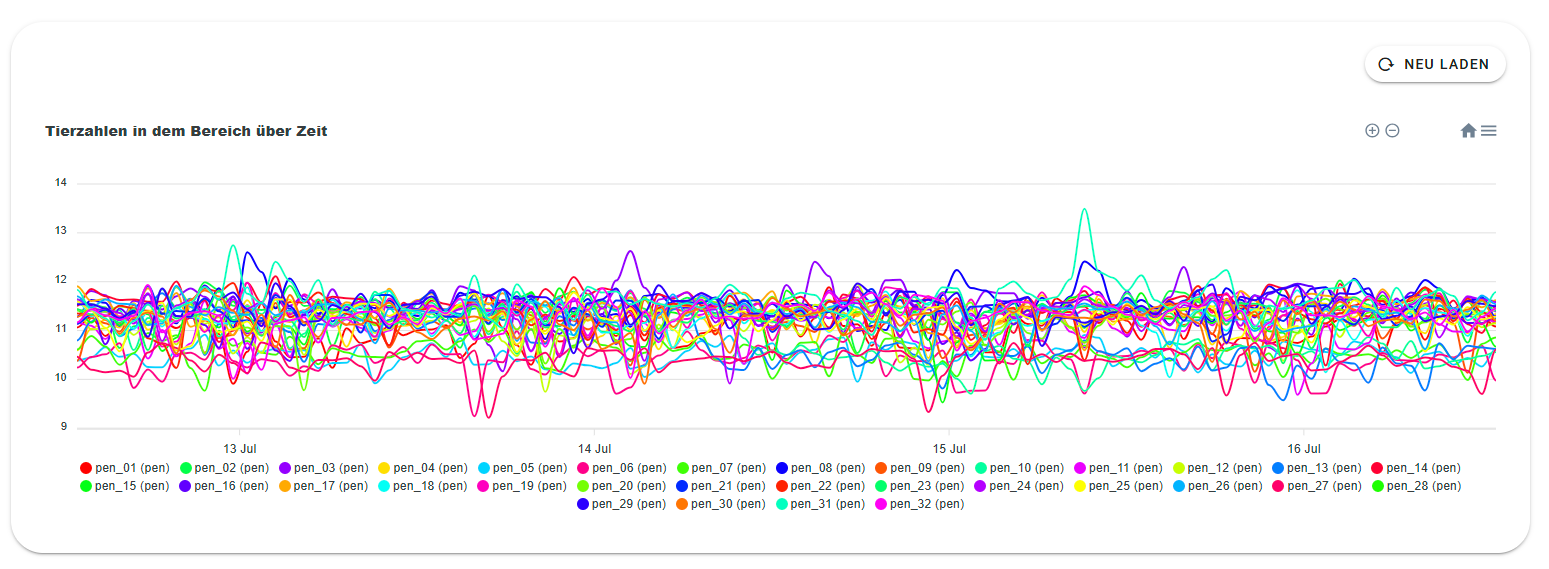 NEU LADEN
Tierzahlen in dem Bereich über Zeit
14
13
12
11
10
9
13 Jul 14 Jul 15 Jul 16 Jul
pen_01 (pen) pen_02 (pen) pen_03 (pen) pen_04 (pen) pen_05 (pen) pen_06 (pen) pen_07 (pen) pen_08 (pen) pen_09 (pen) pen_10 (pen) pen_11 (pen) pen_12 (pen) pen_13 (pen) pen_14 (pen)
pen_15 (pen) pen_16 (pen) pen_17 (pen) pen_18 (pen) pen_19 (pen) pen_20 (pen) pen_21 (pen) pen_22 (pen) pen_23 (pen) pen_24 (pen) pen_25 (pen) pen_26 (pen) pen_27 (pen) pen_28 (pen)
pen_29 (pen) pen_30 (pen) pen_31 (pen) pen_32 (pen)